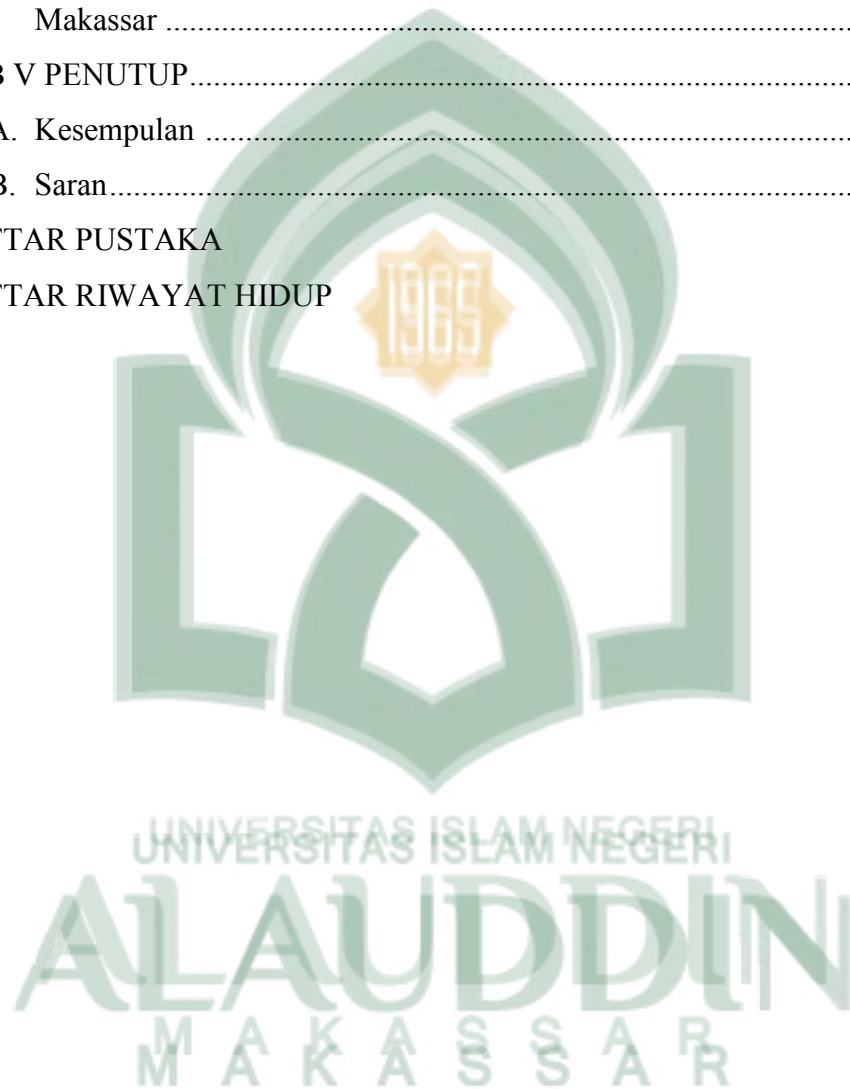 Makassar ........................................................................................
B V PENUTUP........................................................................................
A. Kesempulan ........................................................................................
B. Saran........................................................................................
TAR PUSTAKA
TAR RIWAYAT HIDUP
1965
UNIVERSITAS ISLAM NEGERI
ALAUDDIN
MAKASSAR